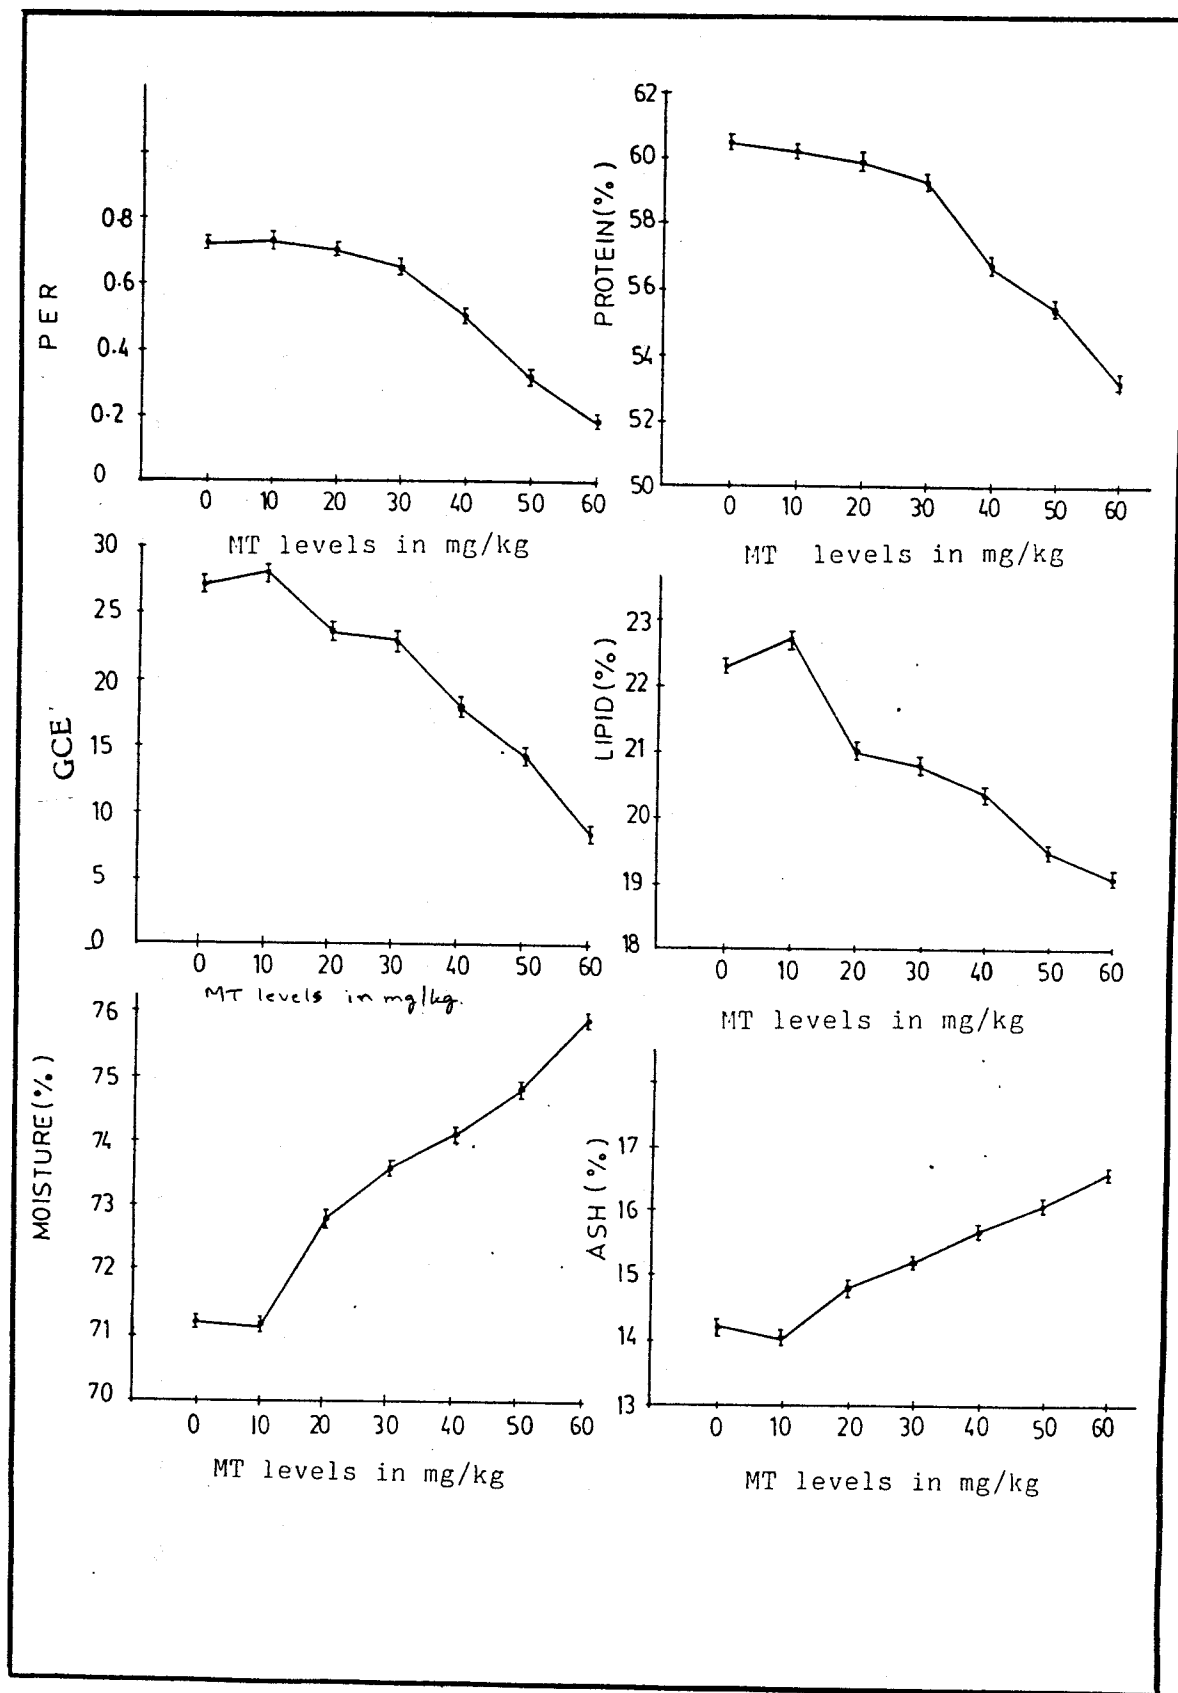 0.8
0.6
0.4
0.2
0
PER
0 10 20 30 40 50 60
MT levels in mg/kg
62
60
58
56
54
52
50
PROTEIN(%)
0 10 20 30 40 50 60
MT levels in mg/kg
30
25
20
15
10
5
0
GCE
0 10 20 30 40 50 60
MT levels in mg/kg.
23
22
21
20
19
18
LIPID(%)
0 10 20 30 40 50 60
MT levels in mg/kg
76
75
74
73
72
71
70
MOISTURE(%)
0 10 20 30 40 50 60
MT levels in mg/kg
17
16
15
14
13
ASH (%)
0 10 20 30 40 50 60
MT levels in mg/kg